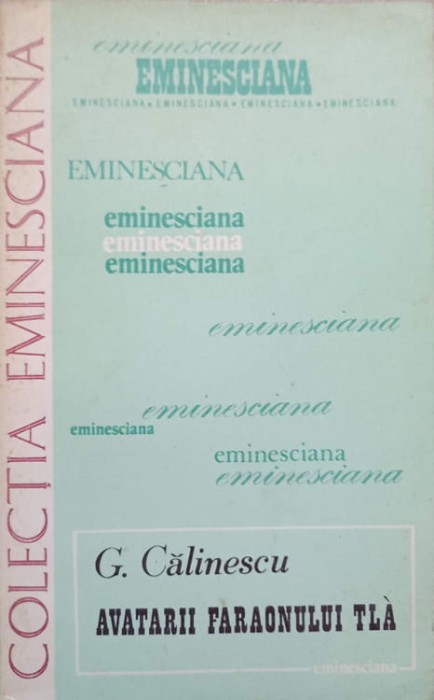 COLECȚIA EMINESCIANA
eminesciana
EMINESCIANA
EMINESCIANA • EMINESCIANA • EMINESCIANA • EMINESCIANA
EMINESCIANA
eminesciana
eminesciana
eminesciana
eminesciana
eminesciana
eminesciana
eminesciana
eminesciana
G. Călinescu
AVATARII FARAONULUI TLÀ
eminesciana